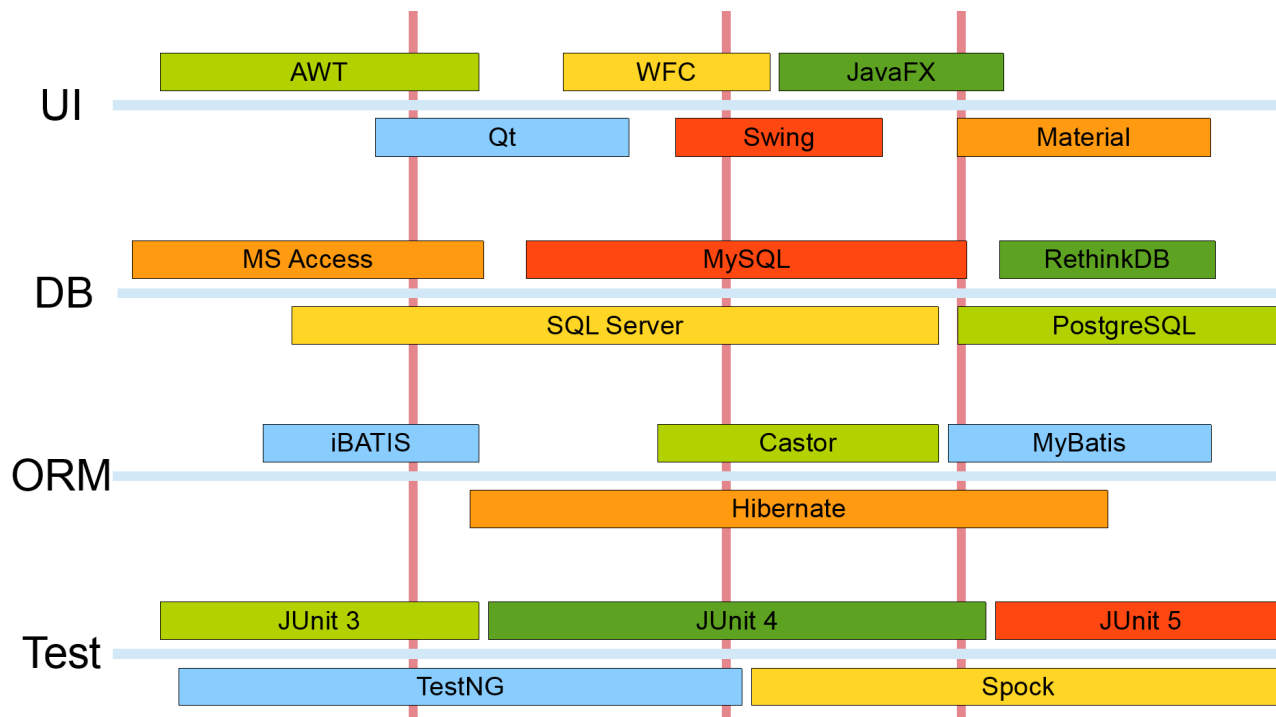 AWT WFC JavaFX
UI
Qt Swing Material
MS Access MySQL RethinkDB
DB
SQL Server PostgreSQL
iBATIS Castor MyBatis
ORM
Hibernate
JUnit 3 JUnit 4 JUnit 5
Test
TestNG Spock